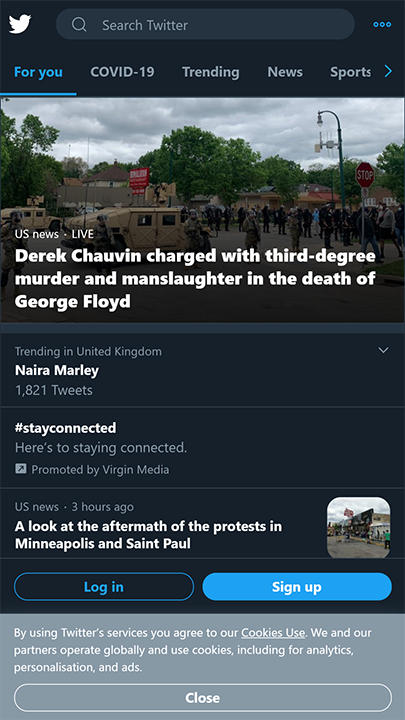 Search Twitter
For you COVID-19 Trending News Sports
STOP
US news · LIVE
Derek Chauvin charged with third-degree
murder and manslaughter in the death of
George Floyd
Trending in United Kingdom
Naira Marley
1,821 Tweets
#stayconnected
Here's to staying connected.
Promoted by Virgin Media
US news · 3 hours ago
A look at the aftermath of the protests in
Minneapolis and Saint Paul
Log in Sign up
By using Twitter's services you agree to our Cookies Use. We and our
partners operate globally and use cookies, including for analytics,
personalisation, and ads.
Close